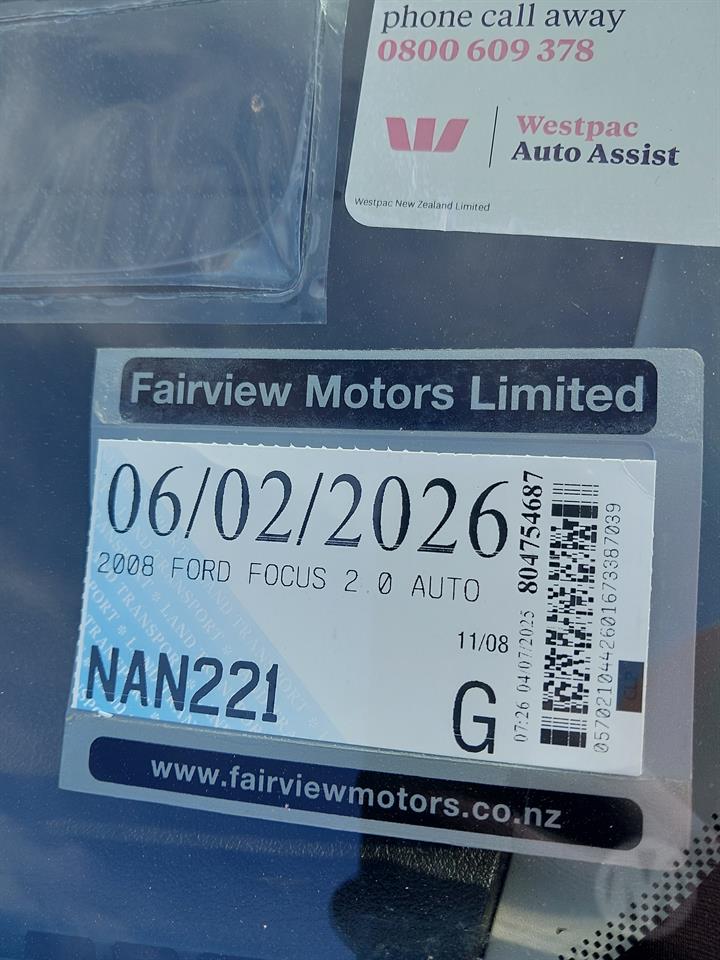 phone call away
0800 609 378
Westpac
Auto Assist
Westpac New Zealand Limited
Fairview Motors Limited
06/02/2026
2008 FORD FOCUS 2.0 AUTO
11/08
NAN221
G
804754687
07:26 04/07/2025
05702104426016733870​39
www.fairviewmotors.co.nz